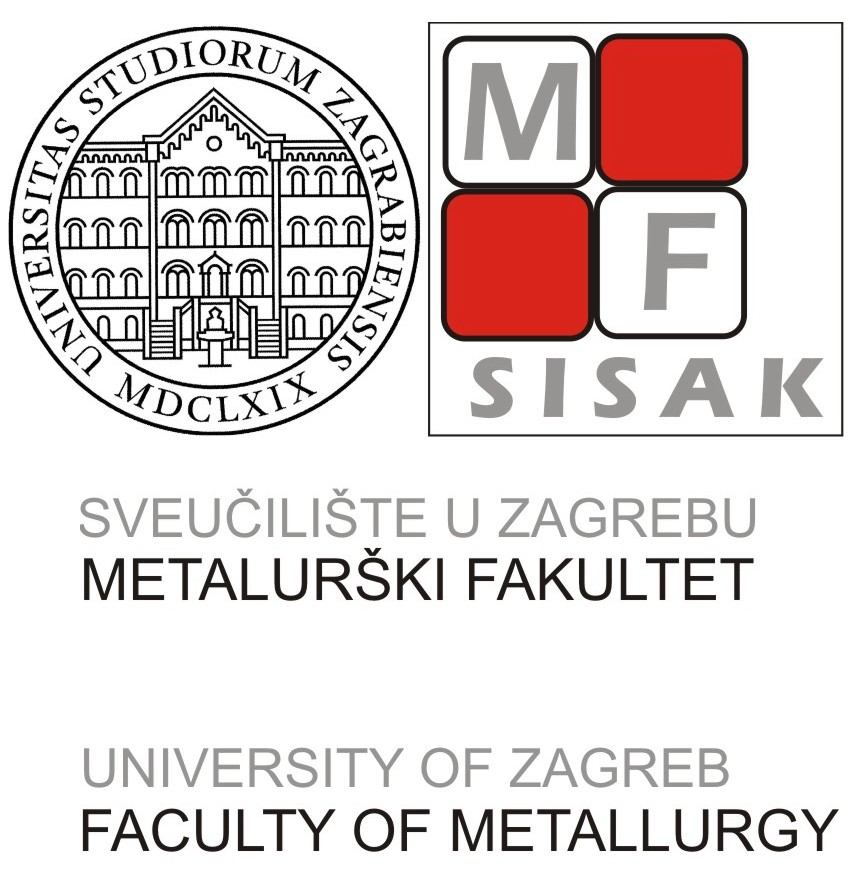 UNIVERSITAS STUDIORUM ZAGRABIENSIS
MDCLXIX
M
F
SISAK
SVEUČILIŠTE U ZAGREBU
METALURŠKI FAKULTET
UNIVERSITY OF ZAGREB
FACULTY OF METALLURGY